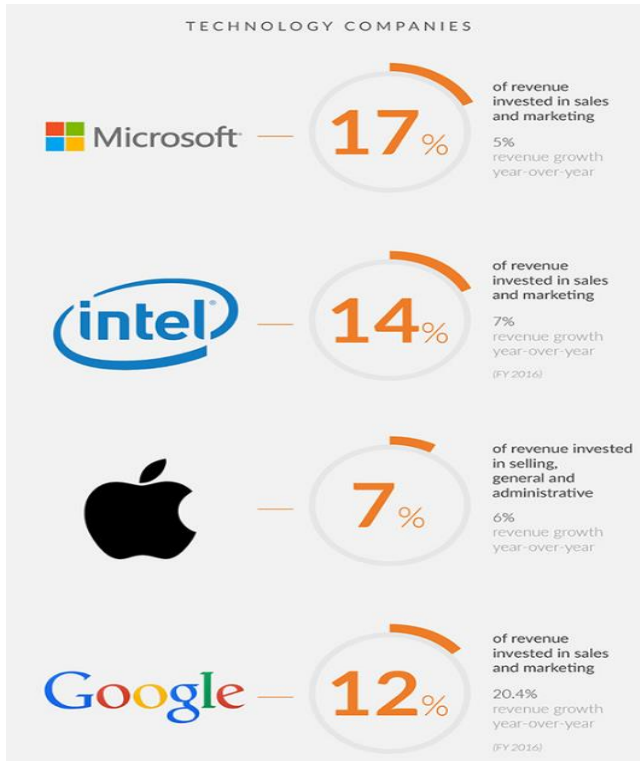 TECHNOLOGY COMPANIES
Microsoft
17%
of revenue
invested in sales
and marketing
5%
revenue growth
year-over-year
intel
14%
of revenue
invested in sales
and marketing
7%
revenue growth
year-over-year
(FY 2016)
7%
of revenue invested
in selling,
general and
administrative
6%
revenue growth
year-over-year
Google
12%
of revenue
invested in sales
and marketing
20.4%
revenue growth
year-over-year
(FY 2016)